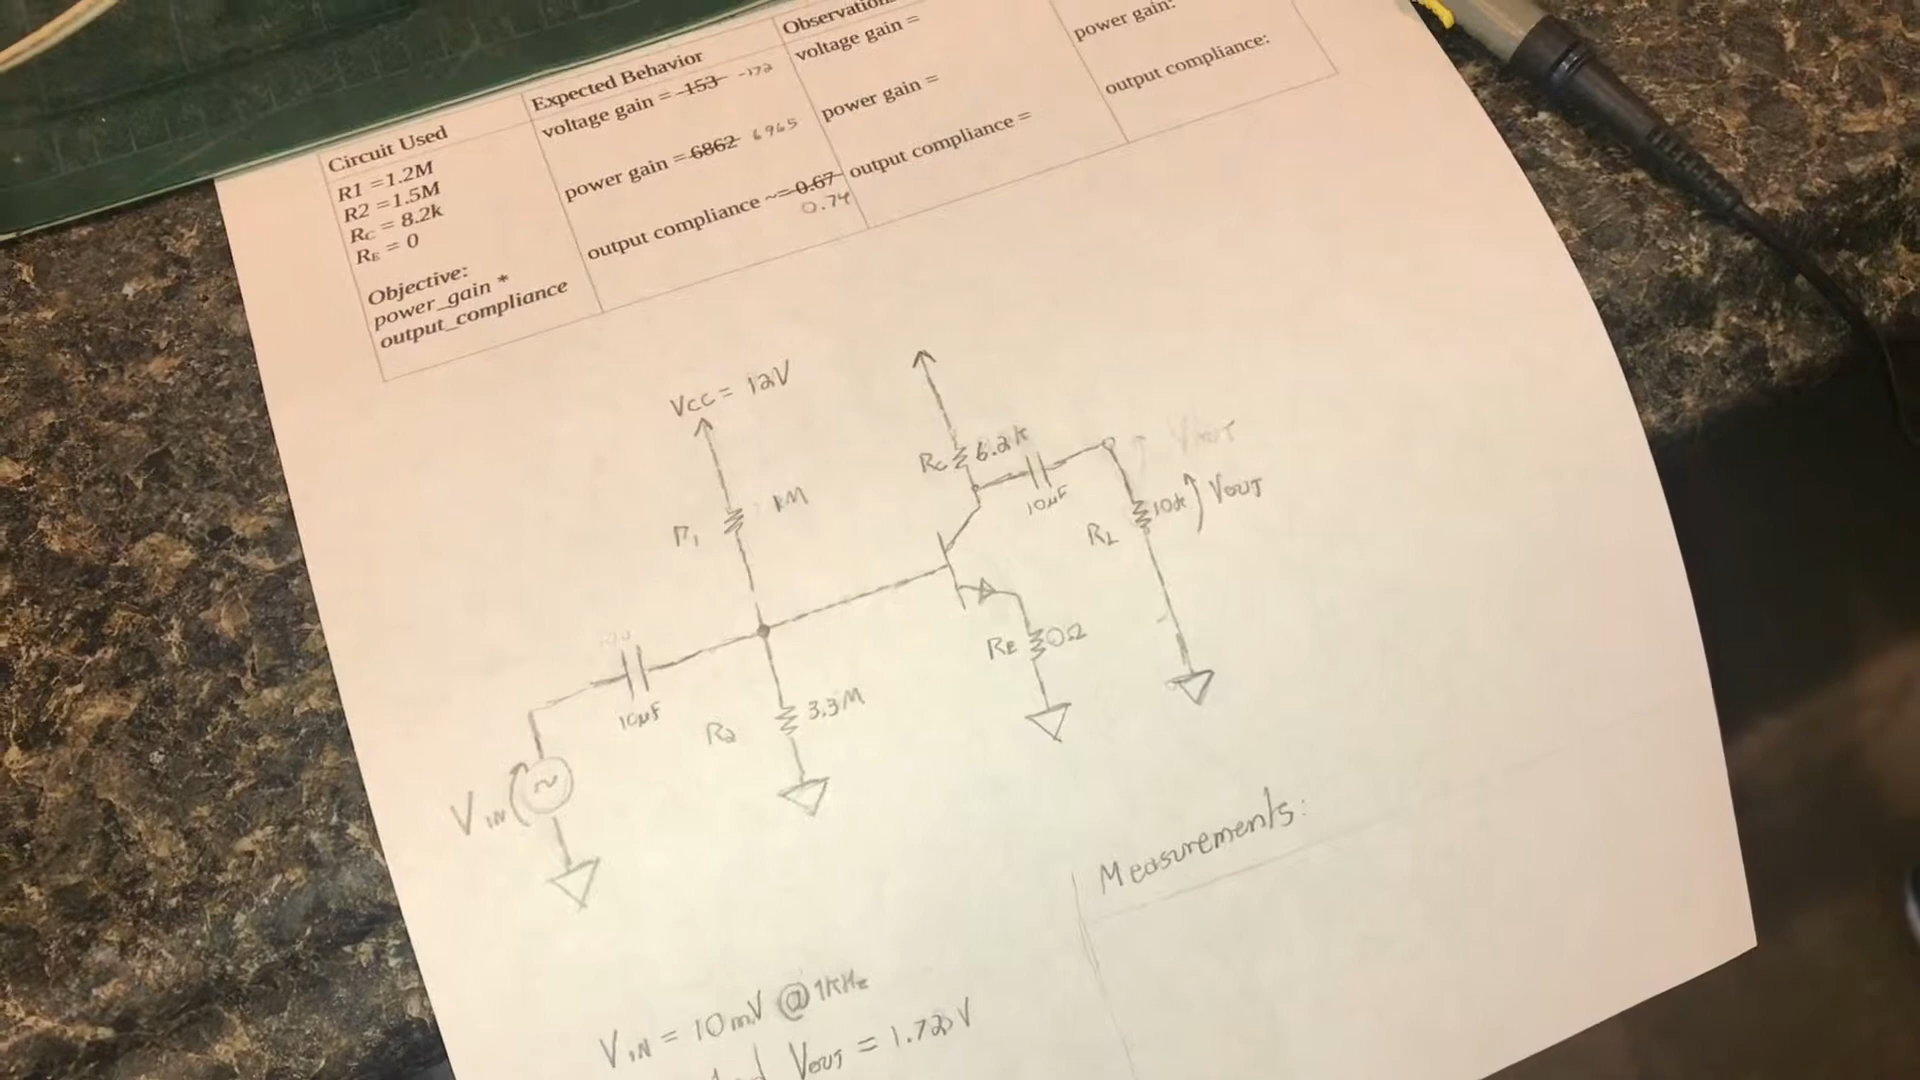 Circuit Used
R1 =1.2M
R2 =1.5M
RC = 8.2k
RE = 0
Objective:
power_gain *
output_compliance
Expected Behavior
voltage gain = -153 -172
power gain = 6862 6965
output compliance ~= 0.67
0.74
voltage gain =
power gain =
output compliance =
power gain:
output compliance:
VCC = 12V
R1
1M
RC 6.2k
10µF
10k
VOUT
RL
RE 0Ω
10µF
R2 3.3M
VIN
Measurements:
VIN = 10mV @ 1KHz
VOUT = 1.72V